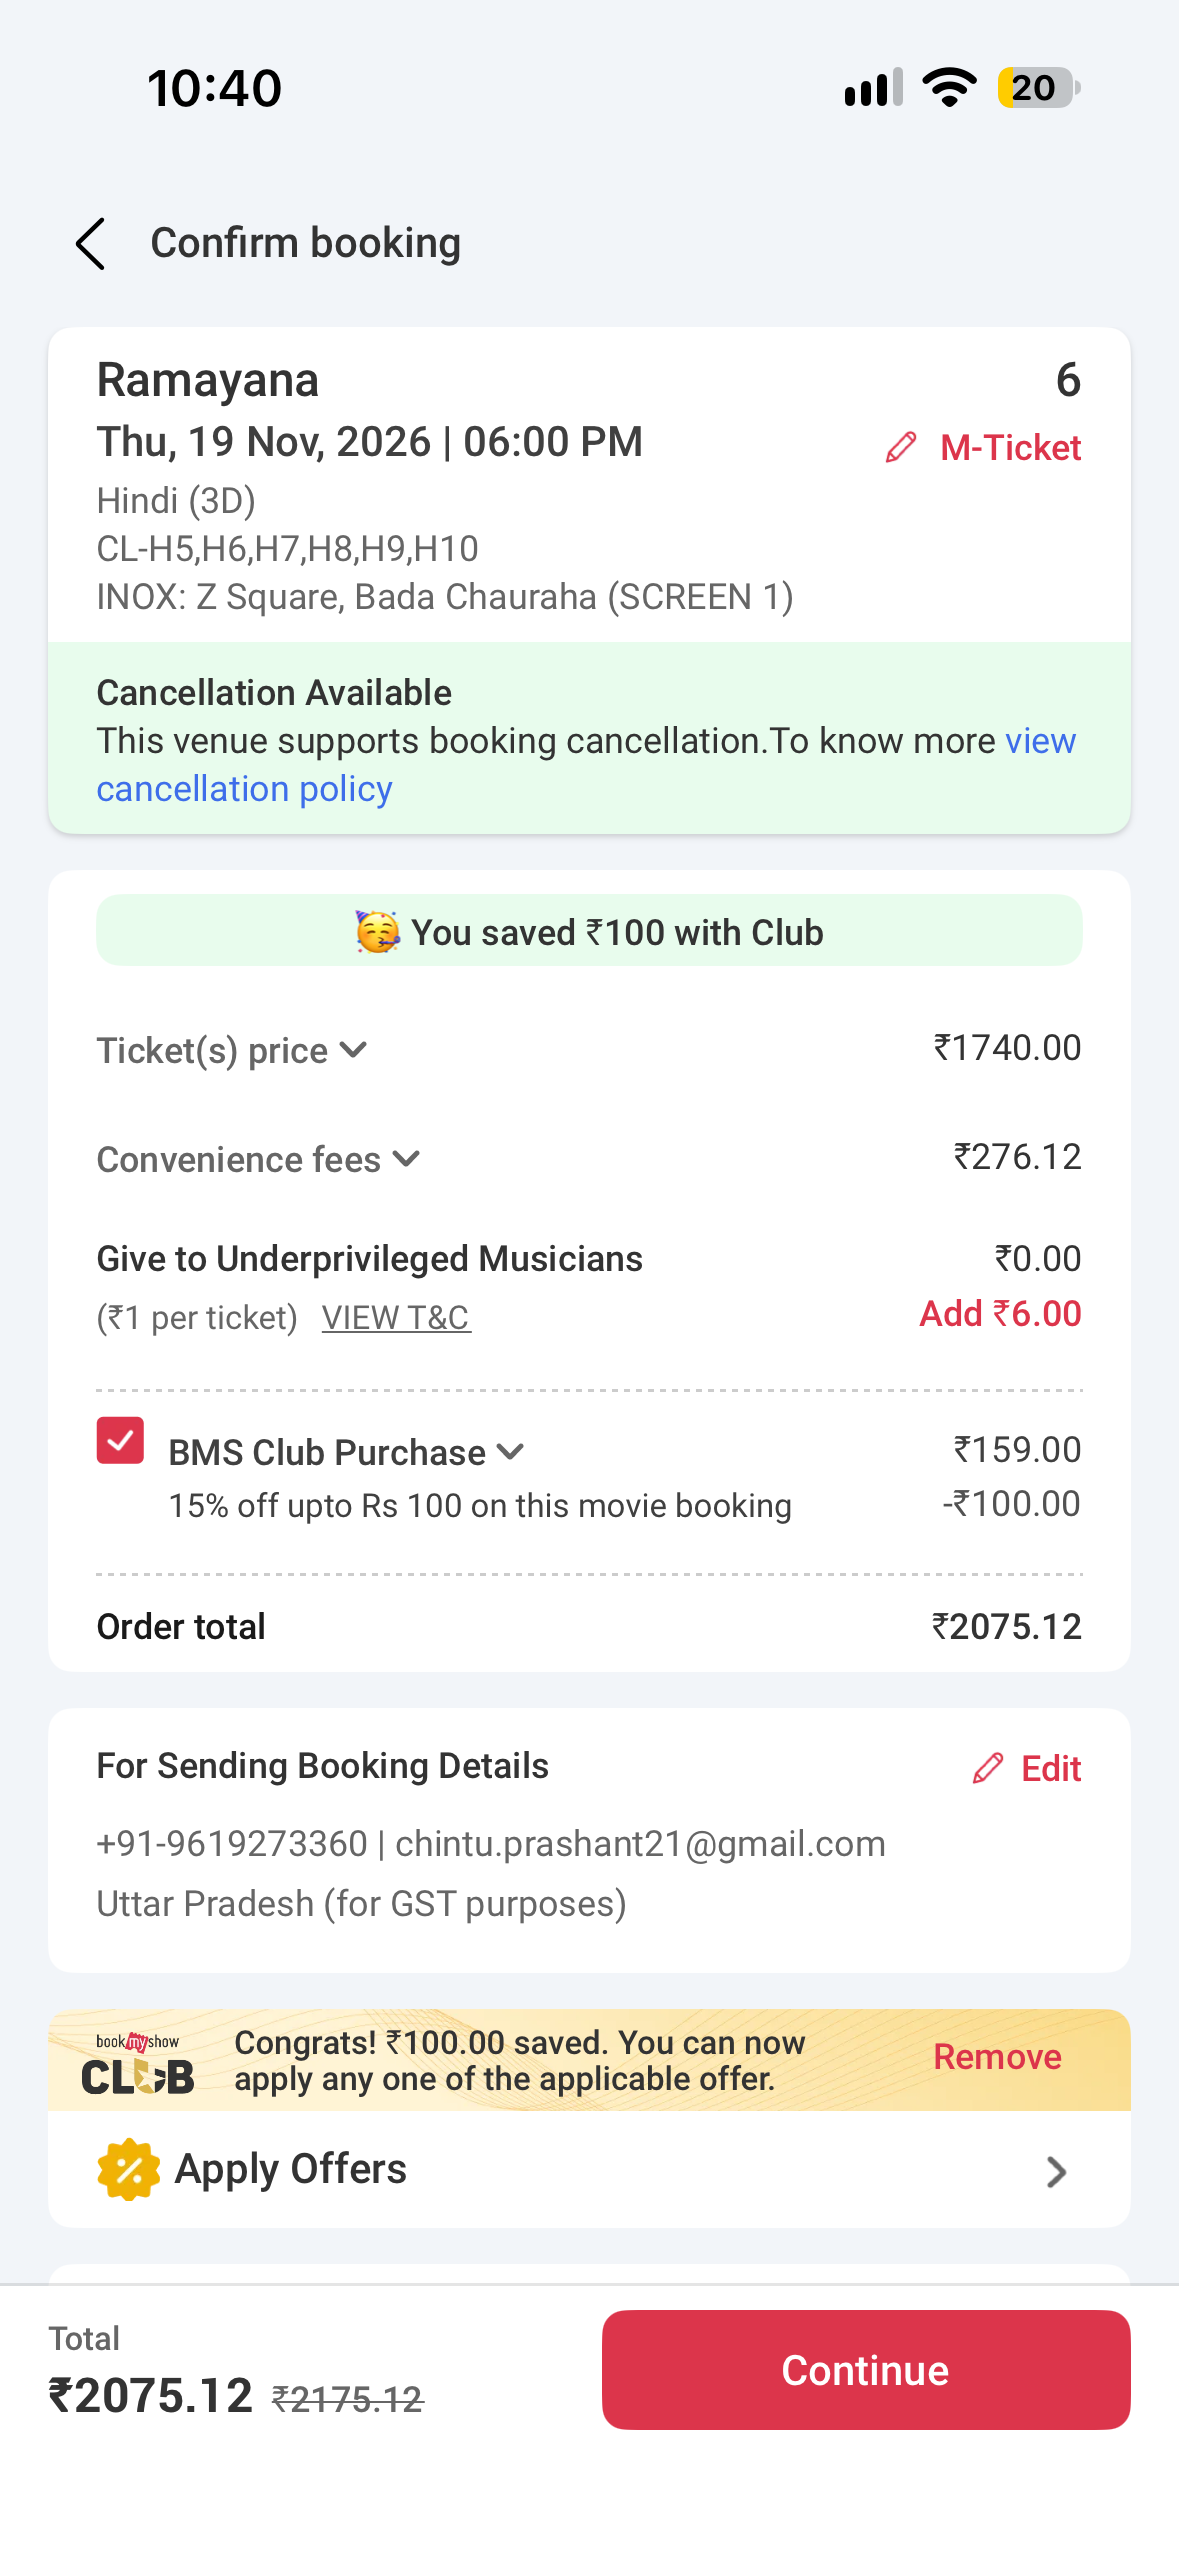 10:40
20
Confirm booking
Ramayana 6
Thu, 19 Nov, 2026 | 06:00 PM
M-Ticket
Hindi (3D)
CL-H5,H6,H7,H8,H9,H10
INOX: Z Square, Bada Chauraha (SCREEN 1)
Cancellation Available
This venue supports booking cancellation.To know more view
cancellation policy
🥳 You saved ₹100 with Club
Ticket(s) price ₹1740.00
Convenience fees ₹276.12
Give to Underprivileged Musicians ₹0.00
(₹1 per ticket) VIEW T&C Add ₹6.00
BMS Club Purchase ₹159.00
15% off upto Rs 100 on this movie booking -₹100.00
Order total ₹2075.12
For Sending Booking Details Edit
+91-9619273360 | chintu.prashant21@gmail.com
Uttar Pradesh (for GST purposes)
bookmyshow
CLUB
Congrats! ₹100.00 saved. You can now
apply any one of the applicable offer.
Remove
Apply Offers
Total
₹2075.12 ₹2175.12
Continue